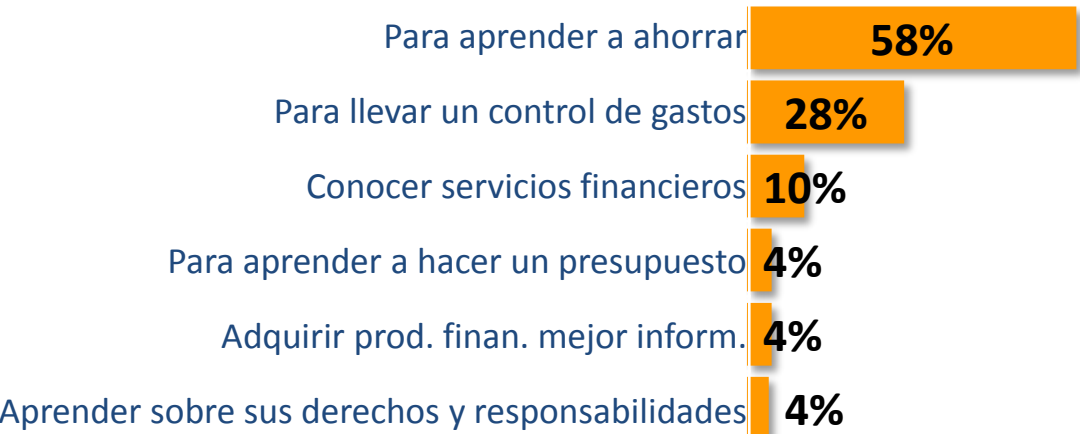 Para aprender a ahorrar 58%
Para llevar un control de gastos 28%
Conocer servicios financieros 10%
Para aprender a hacer un presupuesto 4%
Adquirir prod. finan. mejor inform. 4%
Aprender sobre sus derechos y responsabilidades 4%